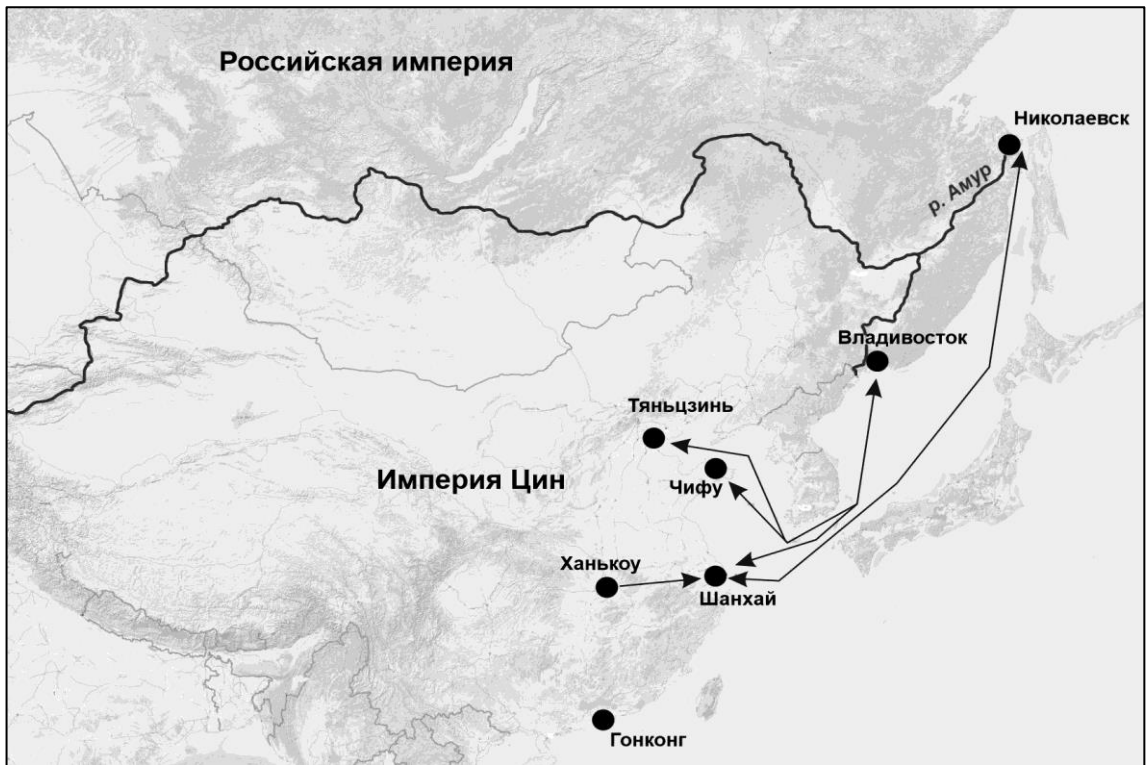 Российская империя
Николаевск
р. Амур
Владивосток
Тяньцзинь
Империя Цин
Чифу
Ханькоу
Шанхай
Гонконг